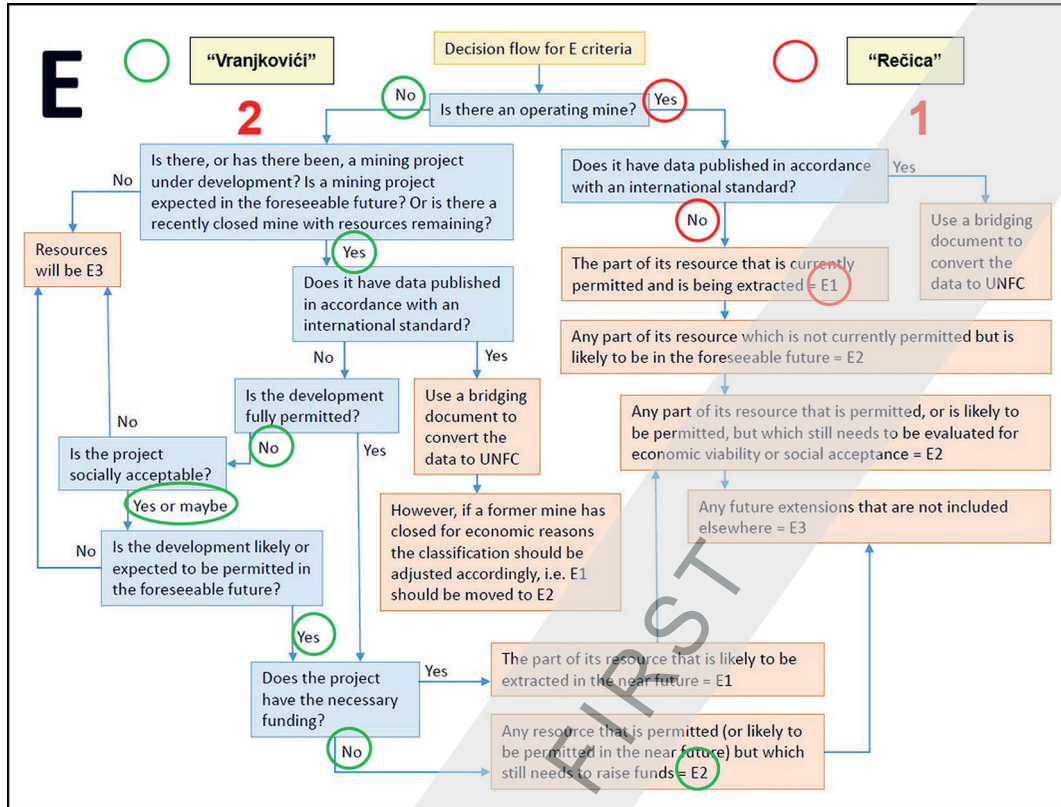 E
“Vranjkovići”
2
Decision flow for E criteria
“Rečica”
1
No
Is there an operating mine?
Yes
Is there, or has there been, a mining project
under development? Is a mining project
expected in the foreseeable future? Or is there a
recently closed mine with resources remaining?
No
Does it have data published in accordance
with an international standard?
Yes
No
Resources
will be E3
Yes
Use a bridging
document to
convert the
data to UNFC
The part of its resource that is currently
permitted and is being extracted = E1
Does it have data published
in accordance with an
international standard?
Any part of its resource which is not currently permitted but is
likely to be in the foreseeable future = E2
No
Yes
Is the development
fully permitted?
Use a bridging
document to
convert the
data to UNFC
Any part of its resource that is permitted, or is likely to
be permitted, but which still needs to be evaluated for
economic viability or social acceptance = E2
No
No
Yes
Is the project
socially acceptable?
Yes or maybe
However, if a former mine has
closed for economic reasons
the classification should be
adjusted accordingly, i.e. E1
should be moved to E2
Any future extensions that are not included
elsewhere = E3
No
Is the development likely or
expected to be permitted in
the foreseeable future?
Yes
Does the project
have the necessary
funding?
Yes
The part of its resource that is likely to be
extracted in the near future = E1
No
Any resource that is permitted (or likely to
be permitted in the near future) but which
still needs to raise funds = E2
FIRST